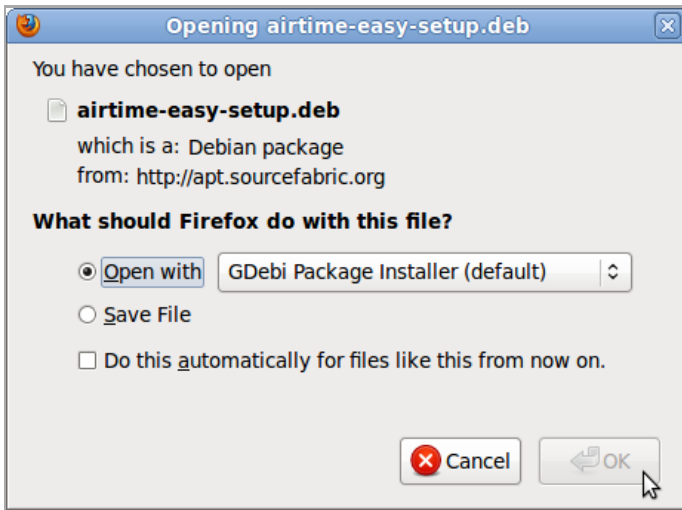 Opening airtime-easy-setup.deb
You have chosen to open
airtime-easy-setup.deb
which is a: Debian package
from: http://apt.sourcefabric.org
What should Firefox do with this file?
Open with GDebi Package Installer (default)
Save File
Do this automatically for files like this from now on.
Cancel OK